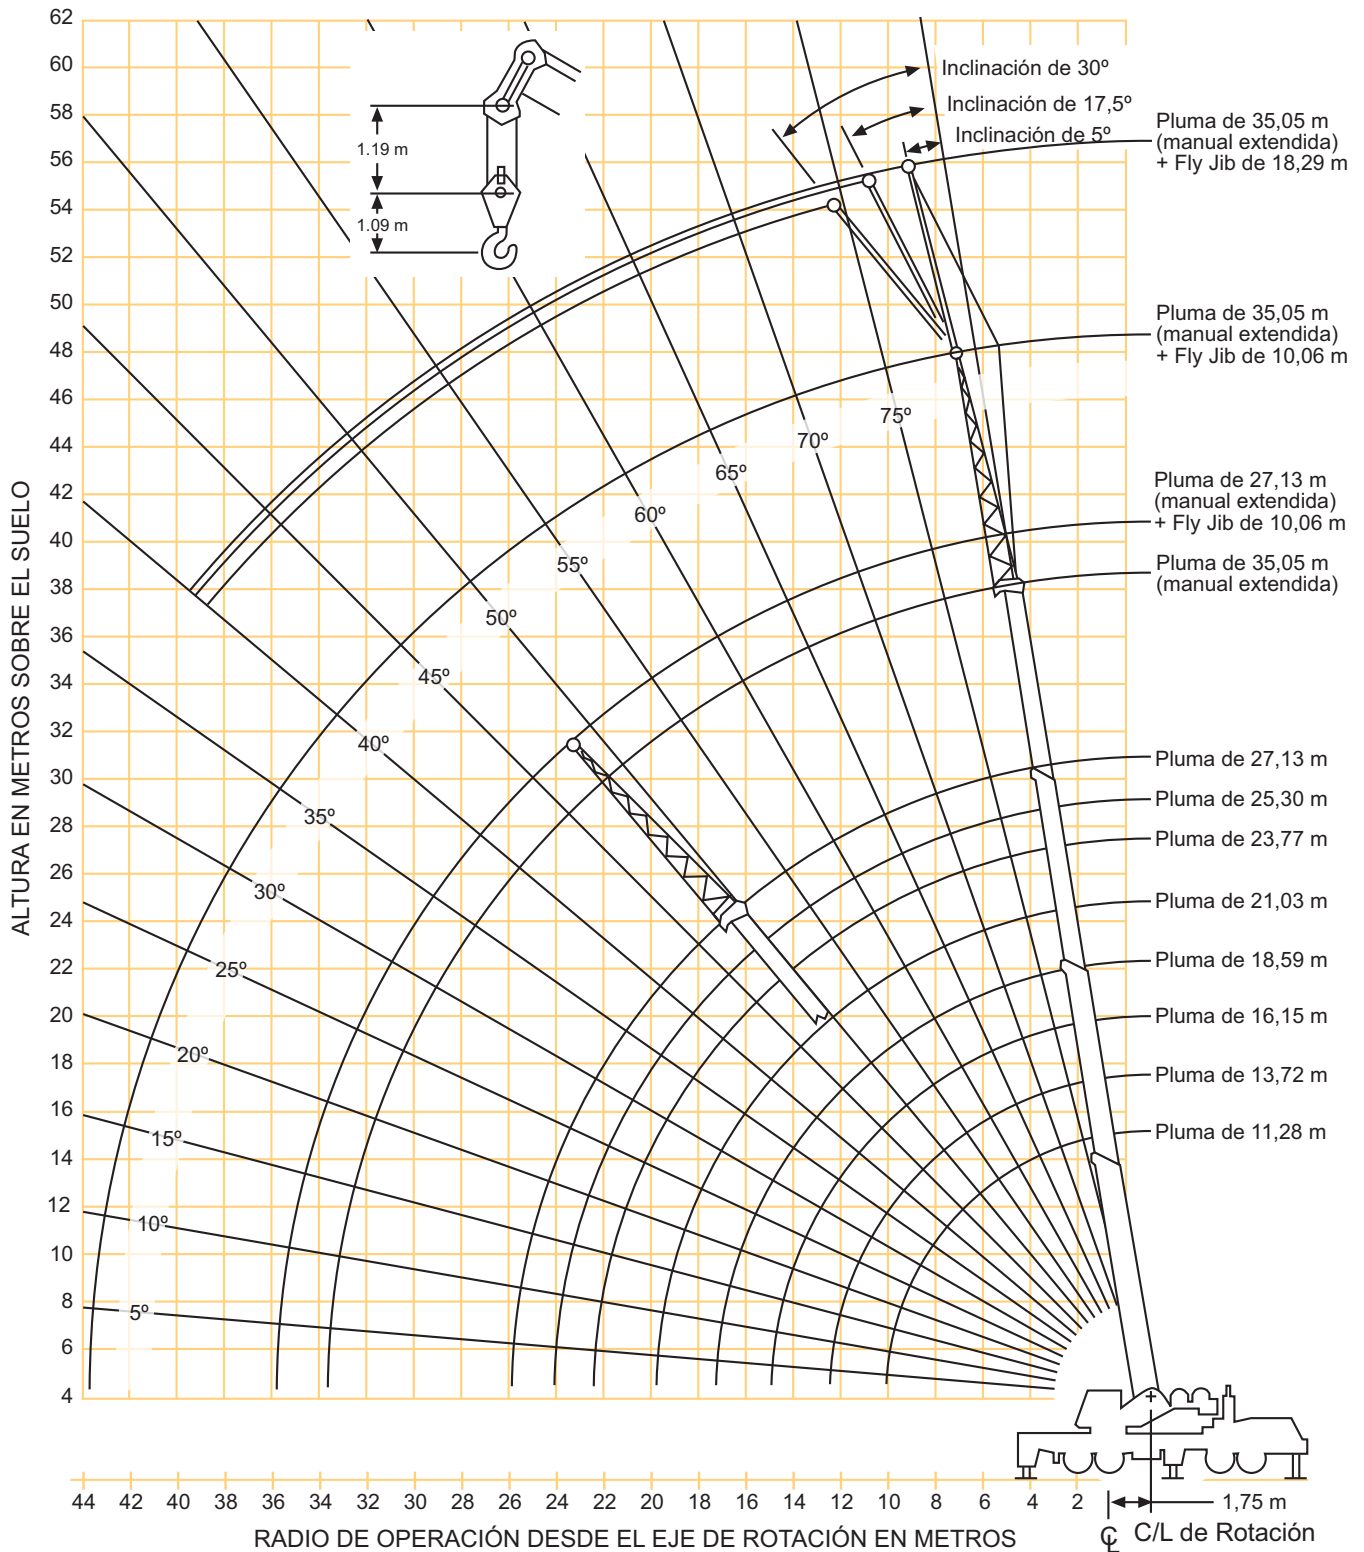 62
60
58
56
54
52
50
48
46
44
42
40
38
36
34
32
30
28
26
24
22
20
18
16
14
12
10
8
6
4
ALTURA EN METROS SOBRE EL SUELO
1.19 m
1.09 m
Inclinación de 30º
Inclinación de 17,5º
Inclinación de 5º
Pluma de 35,05 m
(manual extendida)
+ Fly Jib de 18,29 m
Pluma de 35,05 m
(manual extendida)
+ Fly Jib de 10,06 m
Pluma de 27,13 m
(manual extendida)
+ Fly Jib de 10,06 m
Pluma de 35,05 m
(manual extendida)
Pluma de 27,13 m
Pluma de 25,30 m
Pluma de 23,77 m
Pluma de 21,03 m
Pluma de 18,59 m
Pluma de 16,15 m
Pluma de 13,72 m
Pluma de 11,28 m
75º
70º
65º
60º
55º
50º
45º
40º
35º
30º
25º
20º
15º
10º
5º
44 42 40 38 36 34 32 30 28 26 24 22 20 18 16 14 12 10 8 6 4 2
1,75 m
RADIO DE OPERACIÓN DESDE EL EJE DE ROTACIÓN EN METROS
℄ C/L de Rotación